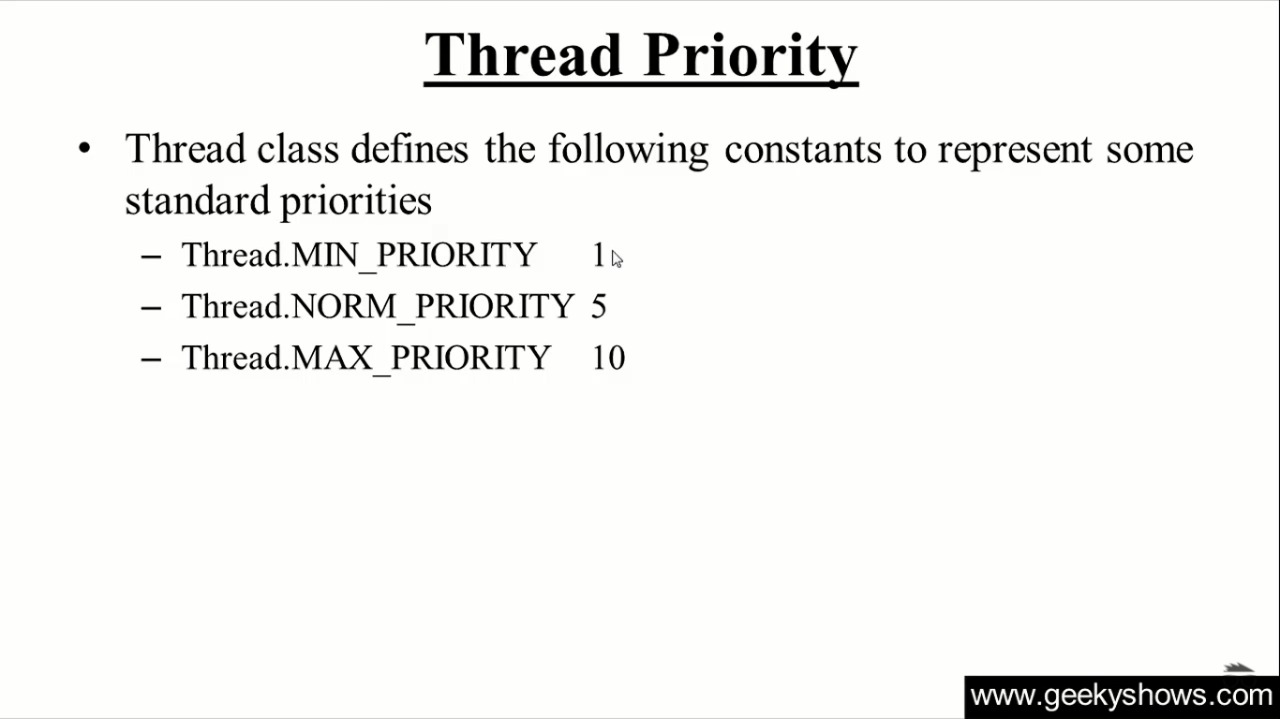 Thread Priority
• Thread class defines the following constants to represent some
standard priorities
– Thread.MIN_PRIORITY 1
– Thread.NORM_PRIORITY 5
– Thread.MAX_PRIORITY 10
www.geekyshows.com